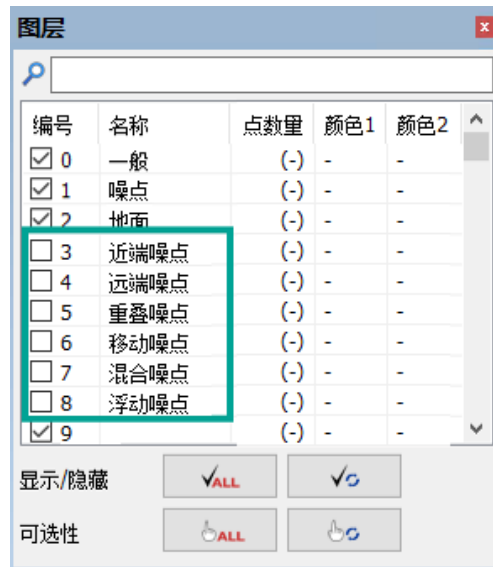 图层
x
编号 名称 点数量 颜色1 颜色2
0 一般 (-) - -
1 噪点 (-) - -
2 地面 (-) - -
3 近端噪点 (-) - -
4 远端噪点 (-) - -
5 重叠噪点 (-) - -
6 移动噪点 (-) - -
7 混合噪点 (-) - -
8 浮动噪点 (-) - -
9 (-) - -
显示/隐藏 ALL
可选性 ALL